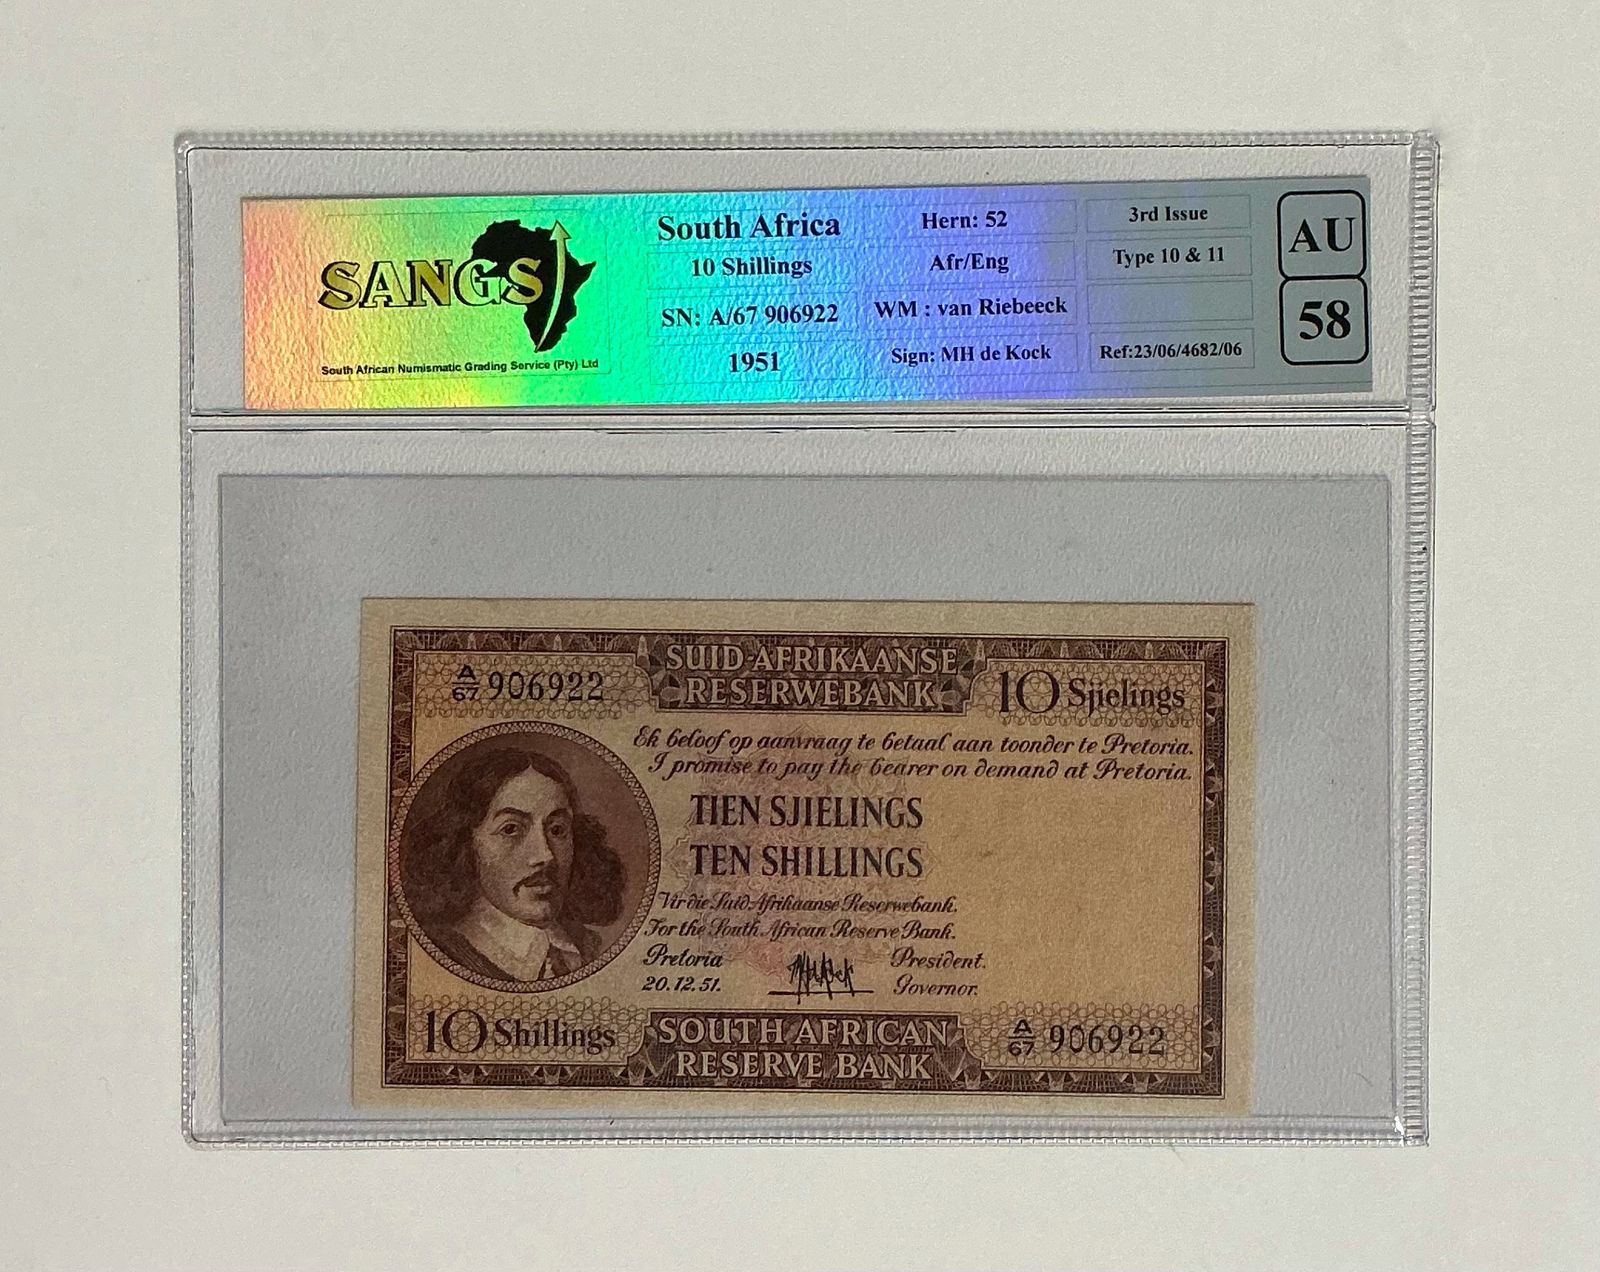 SANGS
South African Numismatic Grading Service (Pty) Ltd
South Africa
10 Shillings
SN: A/67 906922
1951
Hern: 52
Afr/Eng
WM : van Riebeeck
Sign: MH de Kock
3rd Issue
Type 10 & 11
Ref:23/06/4682/06
AU
58
SUID-AFRIKAANSE
RESERWEBANK
A/67 906922
10 Sjielings
Ek beloof op aanvraag te betaal aan toonder te Pretoria.
I promise to pay the bearer on demand at Pretoria.
TIEN SJIELINGS
TEN SHILLINGS
Vir die Suid-Afrikaanse Reserwebank.
For the South African Reserve Bank.
Pretoria
20.12.51.
President.
Governor.
10 Shillings
SOUTH AFRICAN
RESERVE BANK
A/67 906922